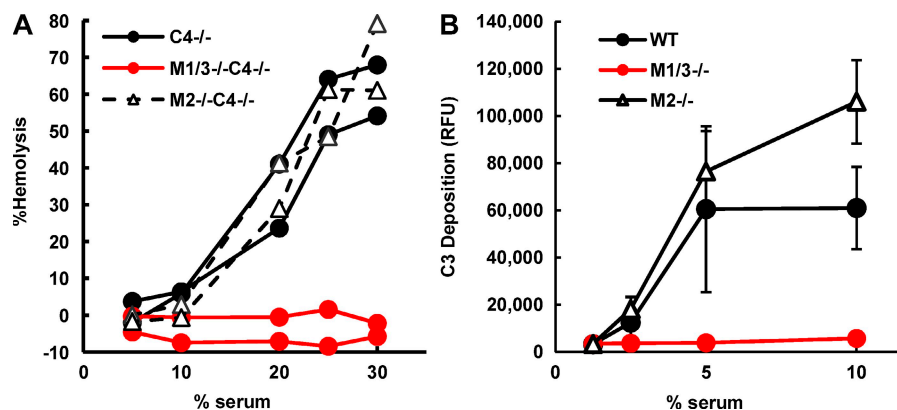 A
%Hemolysis
80
70
60
50
40
30
20
10
0
-10
C4-/-
M1/3-/-C4-/-
M2-/-C4-/-
5
10
20
30
% serum
B
C3 Deposition (RFU)
140,000
120,000
100,000
80,000
60,000
40,000
20,000
0
WT
M1/3-/-
M2-/-
0
5
10
% serum